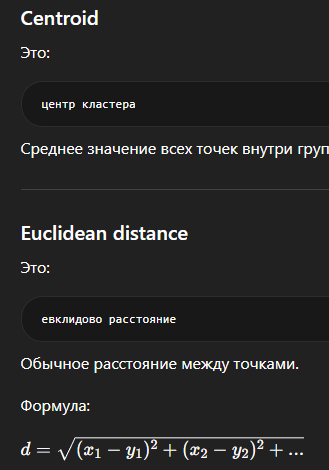 Centroid
Это:
центр кластера
Среднее значение всех точек внутри
Euclidean distance
Это:
евклидово расстояние
Обычное расстояние между точками.
Формула:
d = √((x₁ − y₁)² + (x₂ − y₂)² + ...